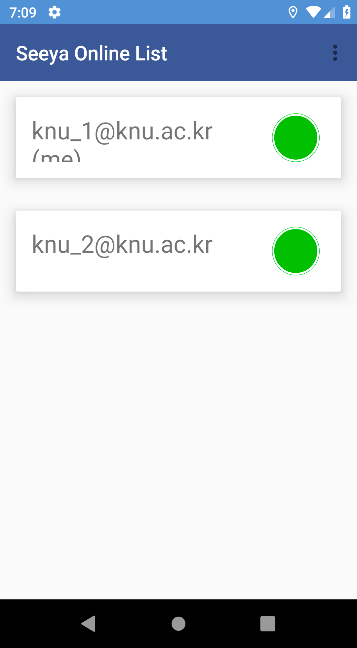 7:09
Seeya Online List
knu_1@knu.ac.kr
(me)
knu_2@knu.ac.kr